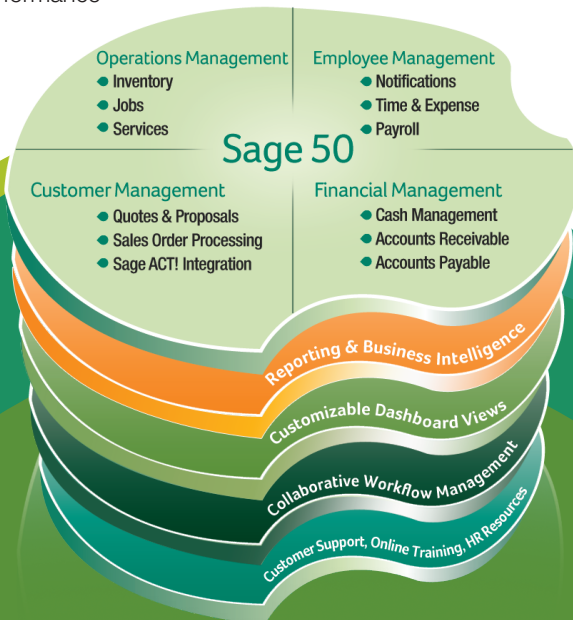 Operations Management
Inventory
Jobs
Services
Employee Management
Notifications
Time & Expense
Payroll
Sage 50
Customer Management
Quotes & Proposals
Sales Order Processing
Sage ACT! Integration
Financial Management
Cash Management
Accounts Receivable
Accounts Payable
Reporting & Business Intelligence
Customizable Dashboard Views
Collaborative Workflow Management
Customer Support, Online Training, HR Resources